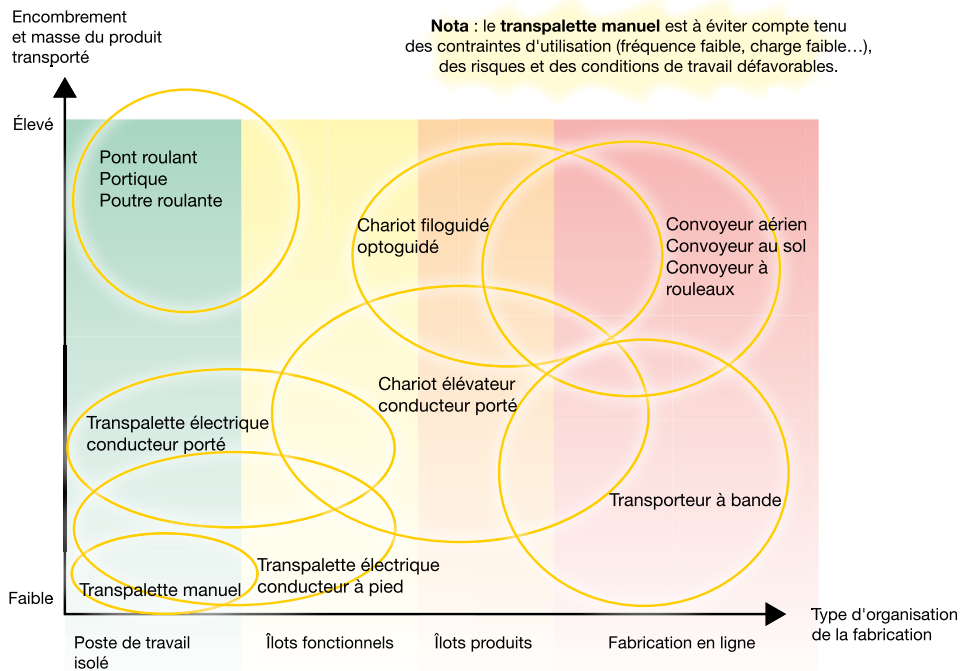 Encombrement
et masse du produit
transporté
Nota : le transpalette manuel est à éviter compte tenu
des contraintes d'utilisation (fréquence faible, charge faible…),
des risques et des conditions de travail défavorables.
Élevé
Pont roulant
Portique
Poutre roulante
Chariot filoguidé
optoguidé
Convoyeur aérien
Convoyeur au sol
Convoyeur à
rouleaux
Chariot élévateur
conducteur porté
Transpalette électrique
conducteur porté
Transporteur à bande
Transpalette électrique
conducteur à pied
Transpalette manuel
Faible
Type d'organisation
de la fabrication
Poste de travail
isolé
Îlots fonctionnels
Îlots produits
Fabrication en ligne